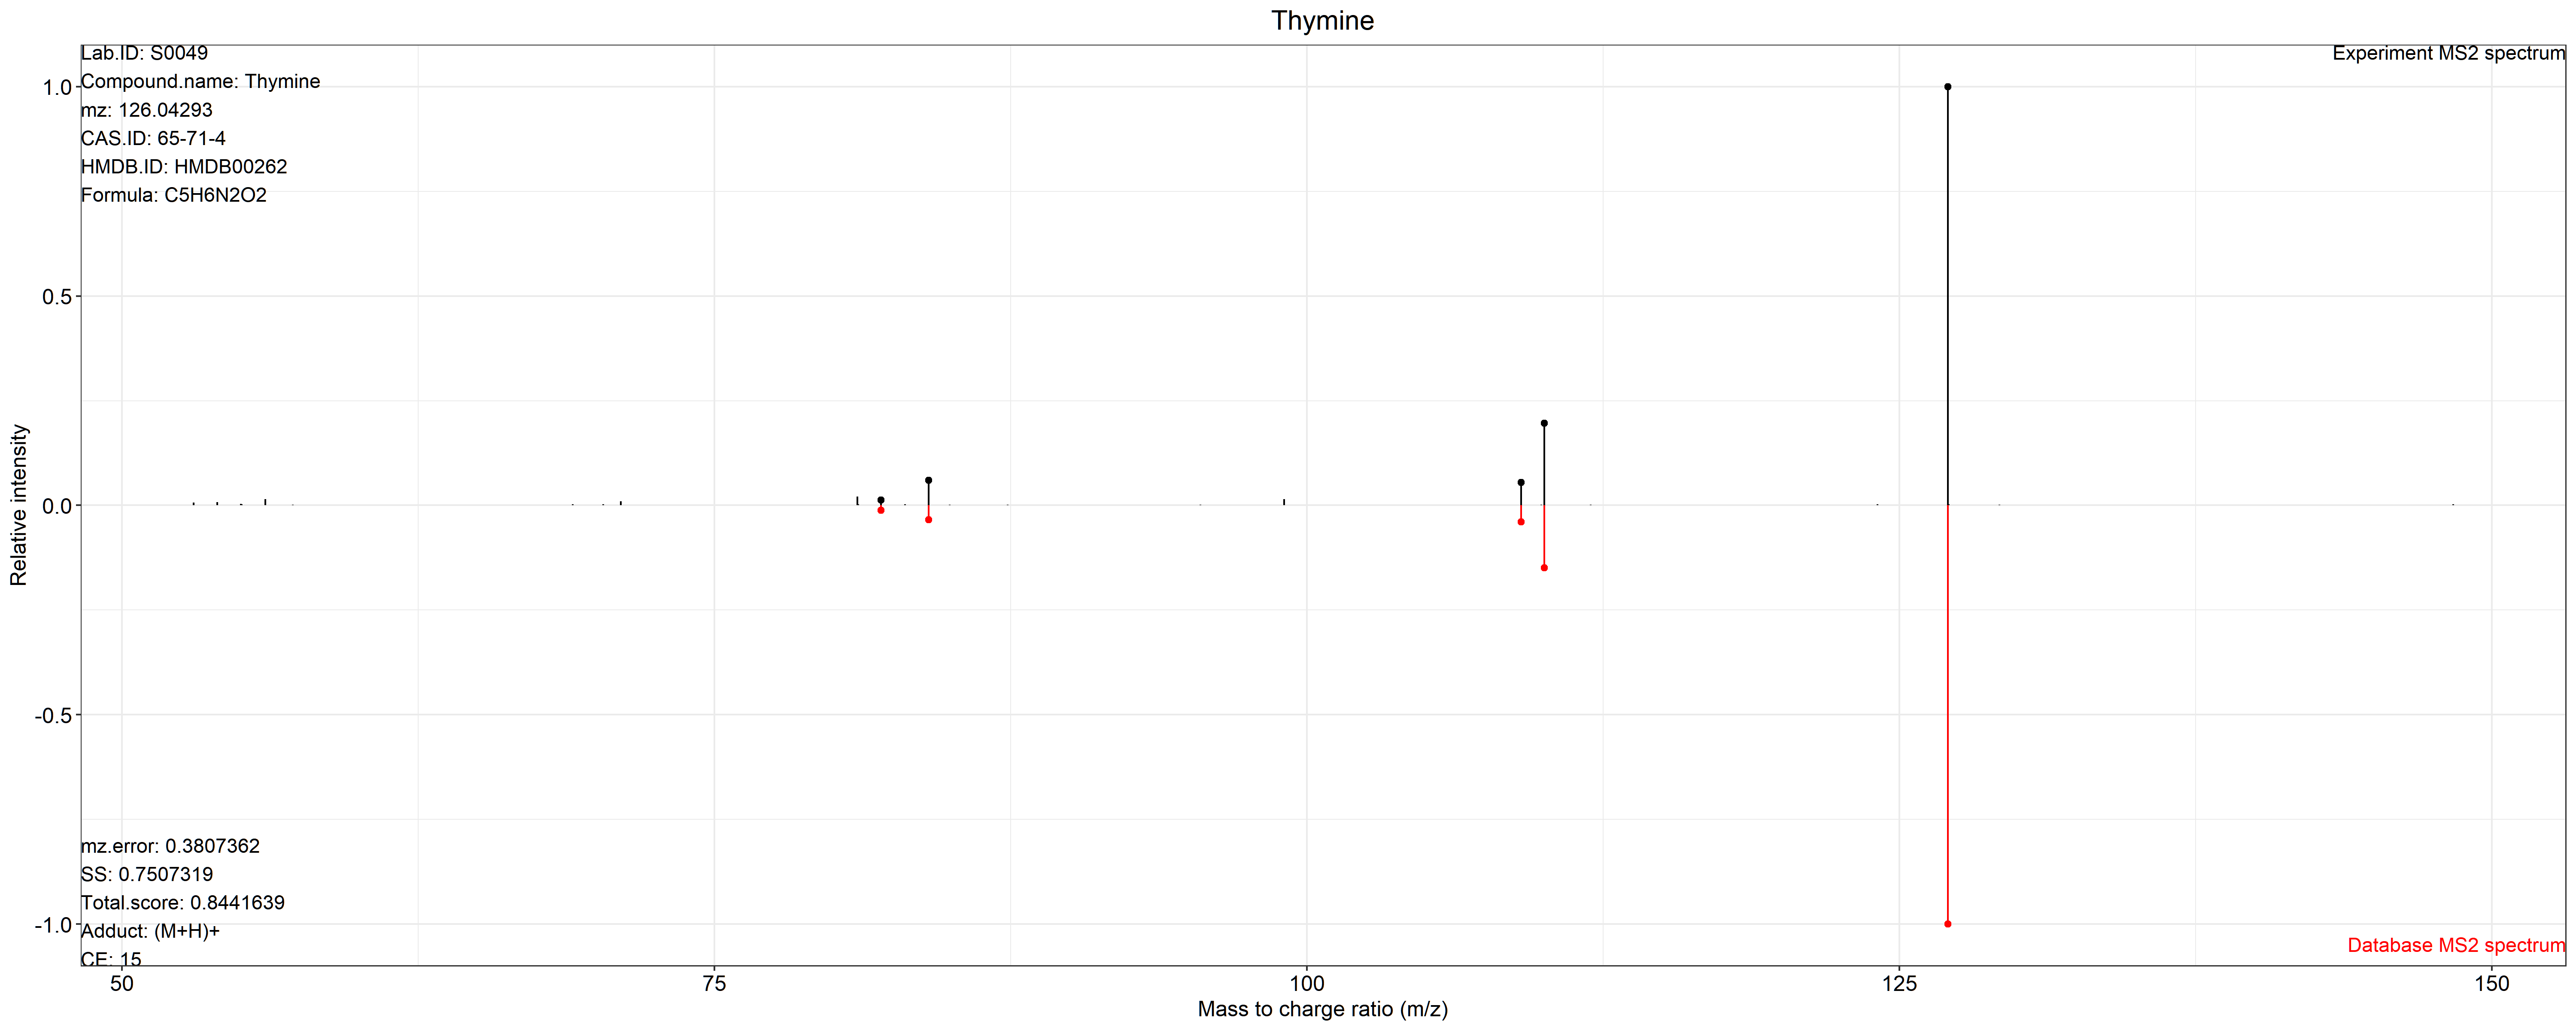 Thymine
Lab.ID: S0049
Experiment MS2 spectrum
Compound.name: Thymine
mz: 126.04293
CAS.ID: 65-71-4
HMDB.ID: HMDB00262
Formula: C5H6N2O2
1.0
0.5
0.0
-0.5
-1.0
Relative intensity
mz.error: 0.3807362
SS: 0.7507319
Total.score: 0.8441639
Adduct: (M+H)+
CE: 15
Database MS2 spectrum
50 75 100 125 150
Mass to charge ratio (m/z)